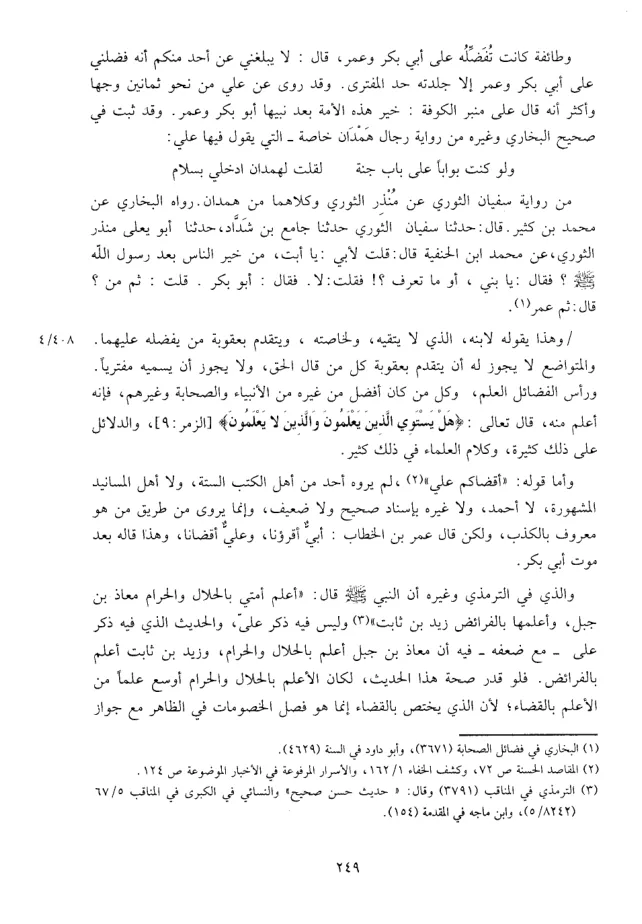 وطائفة كانت تُفَضِّلُه على أبي بكر وعمر، قال : لا يبلغني عن أحد منكم أنه فضلني
على أبي بكر وعمر إلا جلدته حد المفترى. وقد روى عن علي من نحو ثمانين وجها
وأكثر أنه قال على منبر الكوفة : خير هذه الأمة بعد نبيها أبو بكر وعمر. وقد ثبت في
صحيح البخاري وغيره من رواية رجال هَمْدَان خاصة ـ التي يقول فيها علي:
ولو كنت بواباً على باب جنة لقلت لهمدان ادخلي بسلام
من رواية سفيان الثوري عن مُنْذِر الثوري وكلاهما من همدان. رواه البخاري عن
محمد بن كثير. قال: حدثنا سفيان الثوري حدثنا جامع بن شَدَّاد، حدثنا أبو يعلى منذر
الثوري، عن محمد ابن الحنفية قال: قلت لأبي : يا أبت، من خير الناس بعد رسول الله
ﷺ ؟ فقال : يا بني ، أو ما تعرف ؟! فقلت: لا. فقال : أبو بكر . قلت : ثم من ؟
قال: ثم عمر(١).
/ وهذا يقوله لابنه، الذي لا يتقيه، ولخاصته ، ويتقدم بعقوبة من يفضله عليهما. ٤/٤٠٨
والمتواضع لا يجوز له أن يتقدم بعقوبة كل من قال الحق، ولا يجوز أن يسميه مفترياً.
ورأس الفضائل العلم، وكل من كان أفضل من غيره من الأنبياء والصحابة وغيرهم، فإنه
أعلم منه، قال تعالى : ﴿هَلْ يَسْتَوِي الَّذِينَ يَعْلَمُونَ وَالَّذِينَ لا يَعْلَمُونَ﴾ [الزمر: ٩]، والدلائل
على ذلك كثيرة، وكلام العلماء في ذلك كثير.
وأما قوله: «أقضاكم علي»(٢) ، لم يروه أحد من أهل الكتب الستة، ولا أهل المسانيد
المشهورة، لا أحمد، ولا غيره بإسناد صحيح ولا ضعيف، وإنما يروى من طريق من هو
معروف بالكذب، ولكن قال عمر بن الخطاب : أبيٌّ أقرؤنا، وعليٌّ أقضانا، وهذا قاله بعد
موت أبي بكر.
والذي في الترمذي وغيره أن النبي ﷺ قال: «أعلم أمتي بالحلال والحرام معاذ بن
جبل، وأعلمها بالفرائض زيد بن ثابت»(٣) وليس فيه ذكر عليّ، والحديث الذي فيه ذكر
على ـ مع ضعفه ـ فيه أن معاذ بن جبل أعلم بالحلال والحرام، وزيد بن ثابت أعلم
بالفرائض. فلو قدر صحة هذا الحديث، لكان الأعلم بالحلال والحرام أوسع علماً من
الأعلم بالقضاء؛ لأن الذي يختص بالقضاء إنما هو فصل الخصومات في الظاهر مع جواز
(١) البخاري في فضائل الصحابة (٣٦٧١)، وأبو داود في السنة (٤٦٢٩).
(٢) المقاصد الحسنة ص ٧٢، وكشف الخفاء ١/ ١٦٢، والأسرار المرفوعة في الأخبار الموضوعة ص ١٢٤ .
(٣) الترمذي في المناقب (٣٧٩١) وقال: « حديث حسن صحيح» والنسائي في الكبرى في المناقب ٥/ ٦٧
(٥/٨٢٤٢)، وابن ماجه في المقدمة (١٥٤).
٢٤٩